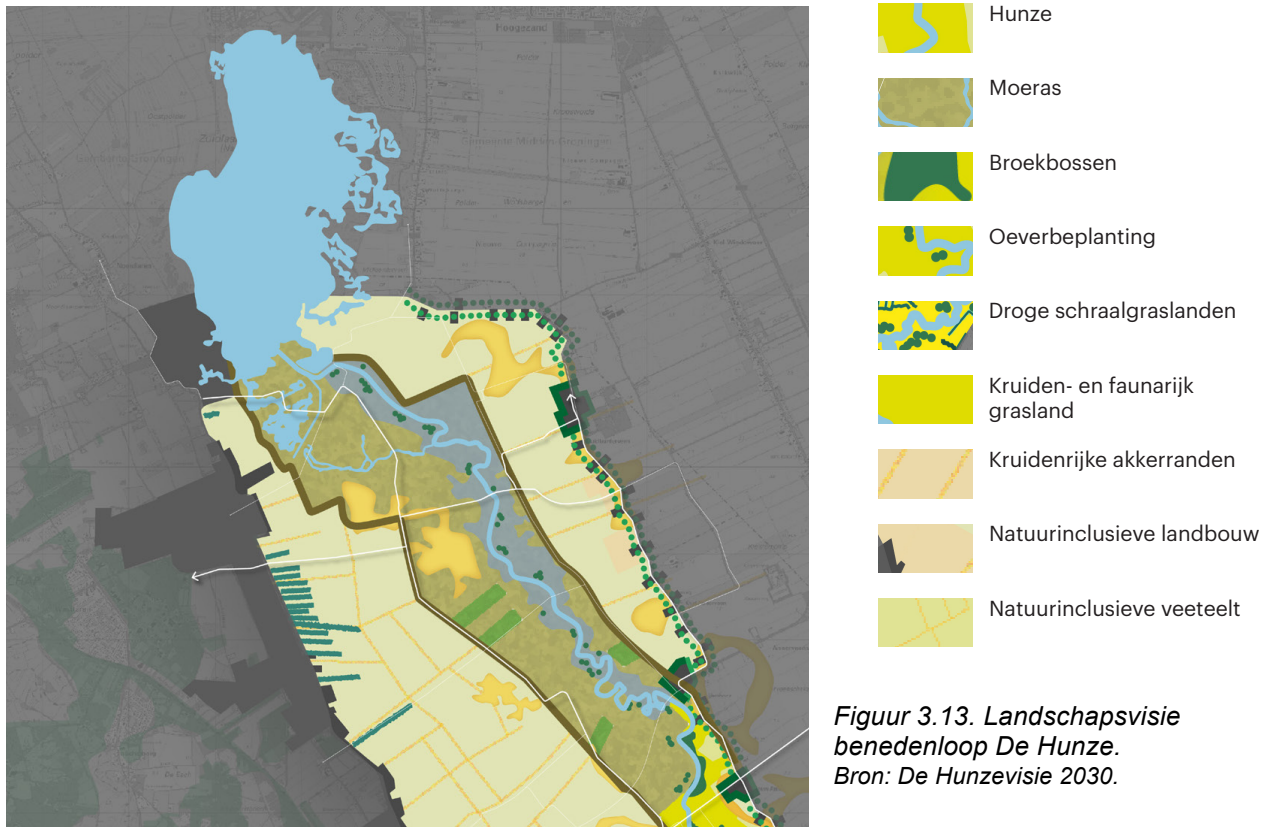 Hoogezand
Hunze
Moeras
Broekbossen
Oeverbeplanting
Droge schraalgraslanden
Kruiden- en faunarijk
grasland
Kruidenrijke akkerranden
Natuurinclusieve landbouw
Natuurinclusieve veeteelt
Figuur 3.13. Landschapsvisie
benedenloop De Hunze.
Bron: De Hunzevisie 2030.